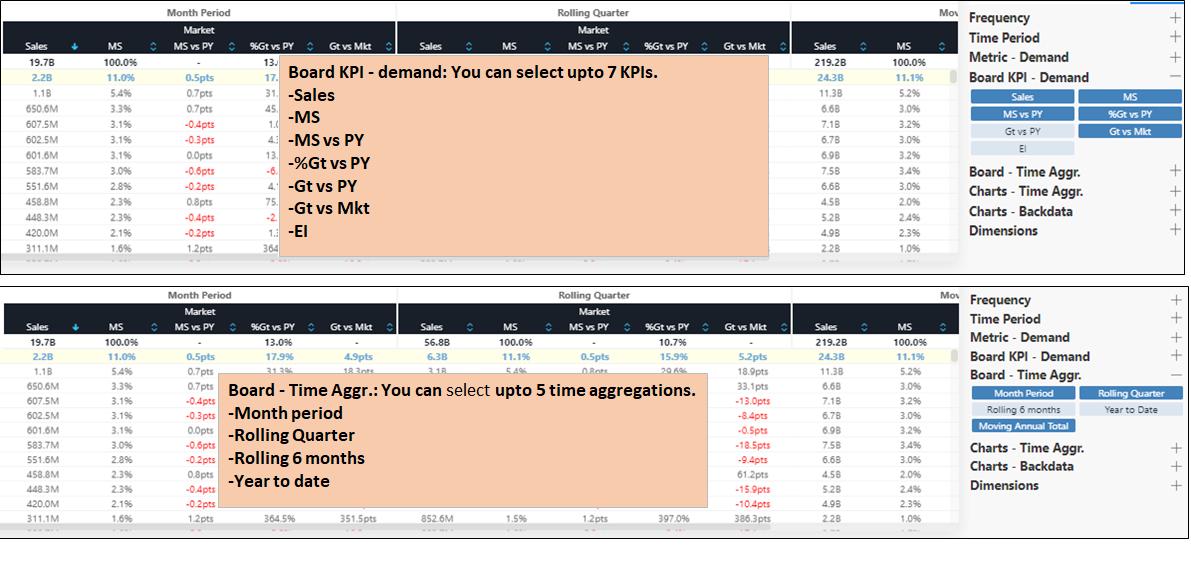 Month Period Rolling Quarter Mov
Market Market
Sales MS MS vs PY %Gt vs PY Gt vs Mkt Sales MS MS vs PY %Gt vs PY Gt vs Mkt Sales MS
19.7B 100.0% - 13. 219.2B 100.0%
2.2B 11.0% 0.5pts 17. 24.3B 11.1%
1.1B 5.4% 0.7pts 31. 11.3B 5.2%
650.6M 3.3% 0.7pts 45. 6.6B 3.0%
607.5M 3.1% -0.4pts 1. 7.1B 3.2%
602.5M 3.1% -0.3pts 4. 6.7B 3.0%
601.6M 3.1% 0.0pts 13. 6.9B 3.2%
583.7M 3.0% -0.6pts -6. 7.5B 3.4%
551.6M 2.8% -0.2pts 4. 6.6B 3.0%
458.8M 2.3% 0.8pts 75. 4.5B 2.0%
448.3M 2.3% -0.4pts -2. 5.2B 2.4%
420.0M 2.1% -0.2pts 1. 4.9B 2.3%
311.1M 1.6% 1.2pts 364 2.2B 1.0%
Board KPI - demand: You can select upto 7 KPIs.
-Sales
-MS
-MS vs PY
-%Gt vs PY
-Gt vs PY
-Gt vs Mkt
-EI
Frequency
Time Period
Metric - Demand
Board KPI - Demand
Sales MS
MS vs PY %Gt vs PY
Gt vs PY Gt vs Mkt
EI
Board - Time Aggr.
Charts - Time Aggr.
Charts - Backdata
Dimensions
Month Period Rolling Quarter Mov
Market Market
Sales MS MS vs PY %Gt vs PY Gt vs Mkt Sales MS MS vs PY %Gt vs PY Gt vs Mkt Sales MS
19.7B 100.0% - 13.0% - 56.8B 100.0% - 10.7% - 219.2B 100.0%
2.2B 11.0% 0.5pts 17.9% 4.9pts 6.3B 11.1% 0.5pts 15.9% 5.2pts 24.3B 11.1%
1.1B 5.4% 0.7pts 31.3% 18.3pts 3.1B 5.4% 0.8pts 29.6% 18.9pts 11.3B 5.2%
650.6M 3.3% 0.7pts 33.1pts 6.6B 3.0%
607.5M 3.1% -0.4pts -13.0pts 7.1B 3.2%
602.5M 3.1% -0.3pts -8.4pts 6.7B 3.0%
601.6M 3.1% 0.0pts -0.5pts 6.9B 3.2%
583.7M 3.0% -0.6pts -18.5pts 7.5B 3.4%
551.6M 2.8% -0.2pts -9.4pts 6.6B 3.0%
458.8M 2.3% 0.8pts 61.2pts 4.5B 2.0%
448.3M 2.3% -0.4pts -15.9pts 5.2B 2.4%
420.0M 2.1% -0.2pts -10.4pts 4.9B 2.3%
311.1M 1.6% 1.2pts 364.5% 351.5pts 852.6M 1.5% 1.2pts 397.0% 386.3pts 2.2B 1.0%
Board - Time Aggr.: You can select upto 5 time aggregations.
-Month period
-Rolling Quarter
-Rolling 6 months
-Year to date
Frequency
Time Period
Metric - Demand
Board KPI - Demand
Board - Time Aggr.
Month Period Rolling Quarter
Rolling 6 months Year to Date
Moving Annual Total
Charts - Time Aggr.
Charts - Backdata
Dimensions